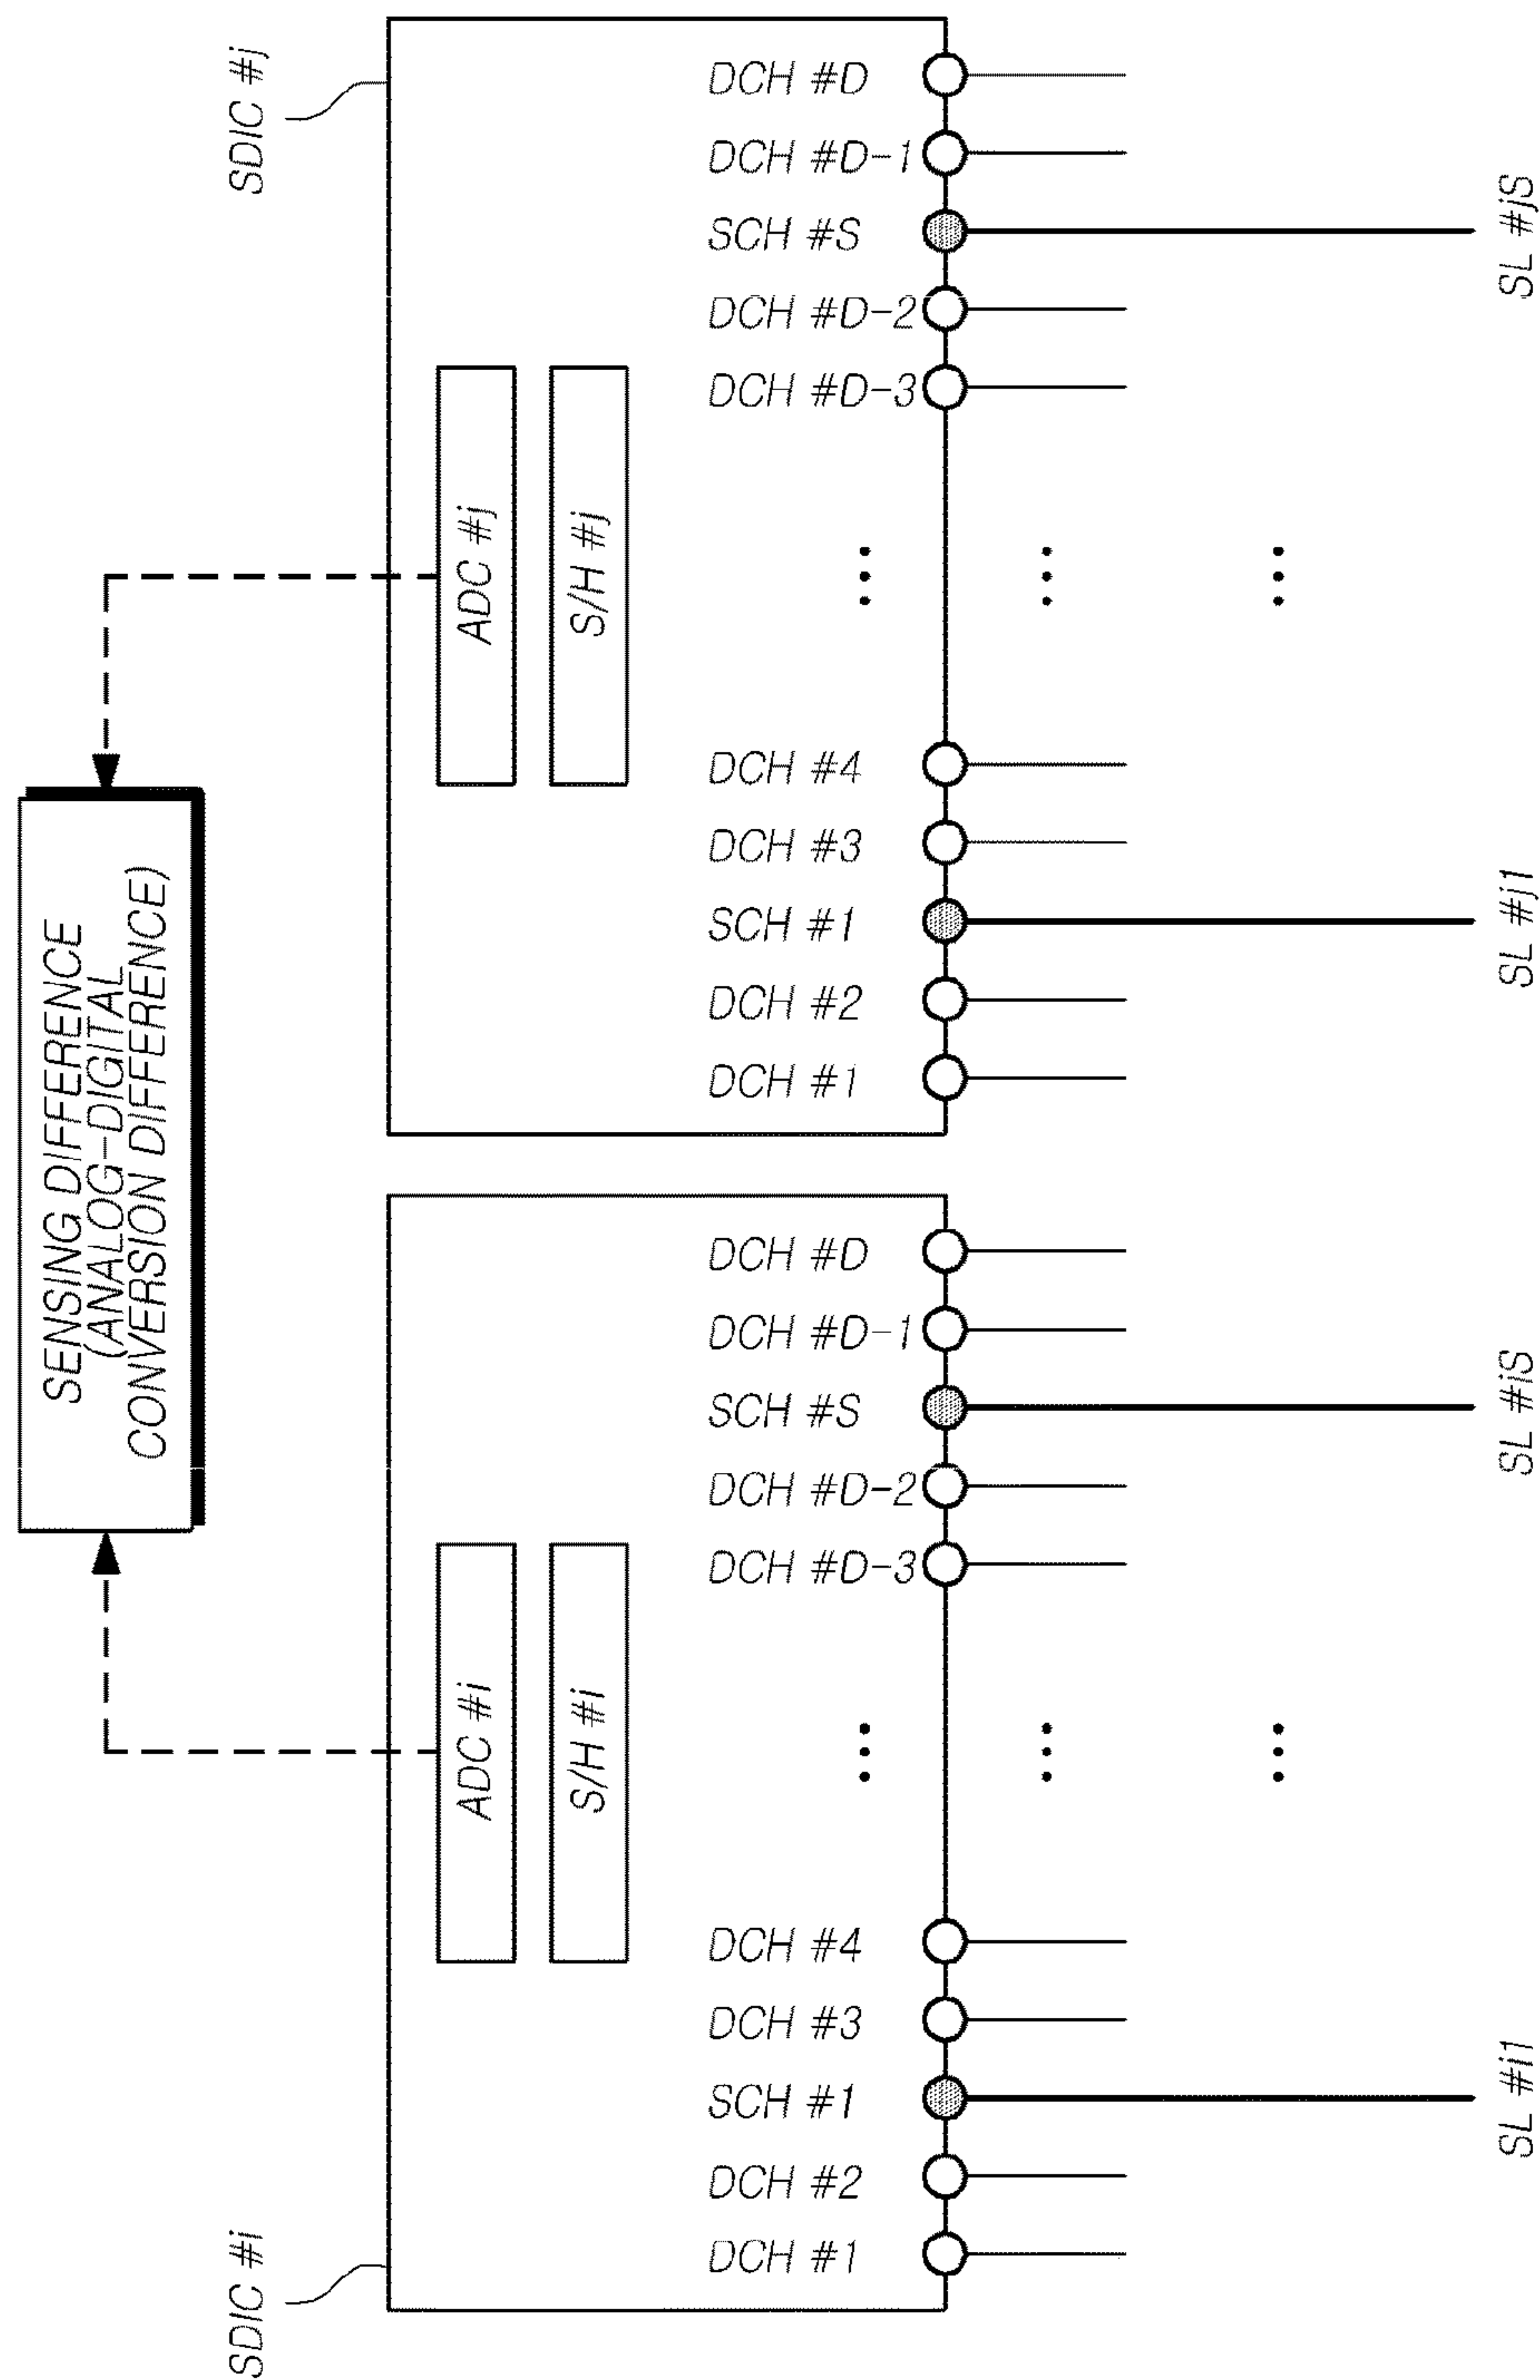 SENSING DIFFERENCE
(ANALOG-DIGITAL
CONVERSION DIFFERENCE)
SDIC #j
ADC #j
S/H #j
DCH #D
DCH #D-1
SCH #S
DCH #D-2
DCH #D-3
DCH #4
DCH #3
SCH #1
DCH #2
DCH #1
SL #jS
SL #j1
SDIC #i
ADC #i
S/H #i
DCH #D
DCH #D-1
SCH #S
DCH #D-2
DCH #D-3
DCH #4
DCH #3
SCH #1
DCH #2
DCH #1
SL #iS
SL #i1